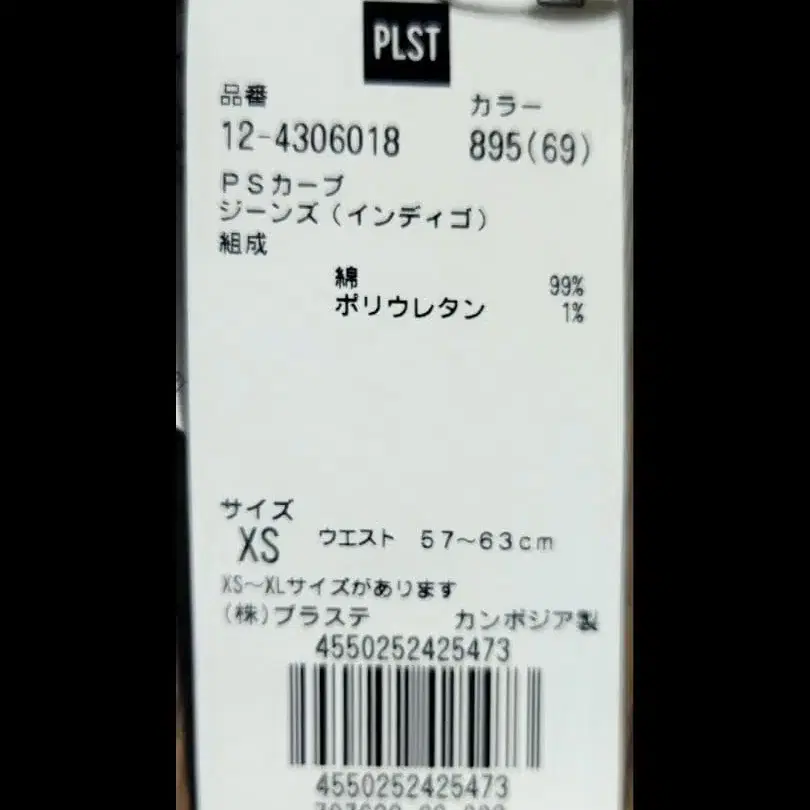 PLST
品番 カラー
12-4306018 895(69)
PSカーブ
ジーンズ(インディゴ)
組成
綿 99%
ポリウレタン 1%
サイズ
XS ウエスト 57~63cm
XS~XLサイズがあります
(株)プラステ カンボジア製
4550252425473
4550252425473